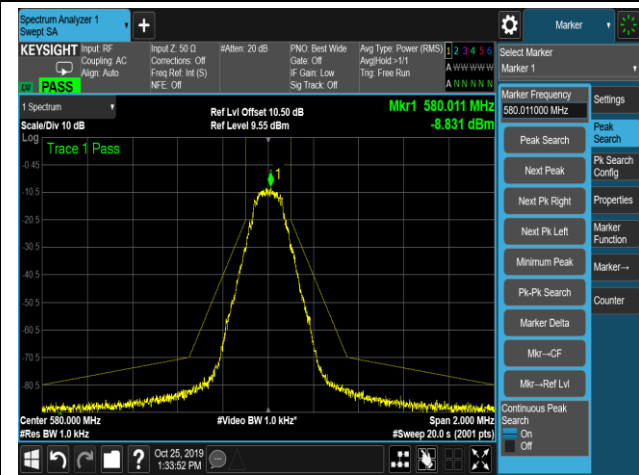 Spectrum Analyzer 1
Swept SA
Marker
KEYSIGHT
Input: RF
Coupling: AC
Align: Auto
Input Z: 50 Ω
Corrections: Off
Freq Ref: Int (S)
NFE: Off
#Atten: 20 dB
PNO: Best Wide
Gate: Off
IF Gain: Low
Sig Track: Off
Avg Type: Power (RMS)
Avg|Hold:>1/1
Trig: Free Run
1 2 3 4 5 6
A W W W W W
A N N N N N
PASS
Select Marker
Marker 1
1 Spectrum
Scale/Div 10 dB
Ref Lvl Offset 10.50 dB
Ref Level 9.55 dBm
Mkr1 580.011 MHz
-8.831 dBm
Log
Trace 1 Pass
1
-0.45
-10.5
-20.5
-30.5
-40.5
-50.5
-60.5
-70.5
-80.5
Center 580.000 MHz
#Res BW 1.0 kHz
#Video BW 1.0 kHz*
Span 2.000 MHz
#Sweep 20.0 s (2001 pts)
Marker Frequency
580.011000 MHz
Peak Search
Next Peak
Next Pk Right
Next Pk Left
Minimum Peak
Pk-Pk Search
Marker Delta
Mkr→CF
Mkr→Ref Lvl
Continuous Peak
Search
On
Off
Settings
Peak
Search
Pk Search
Config
Properties
Marker
Function
Marker→
Counter
Oct 25, 2019
1:33:52 PM